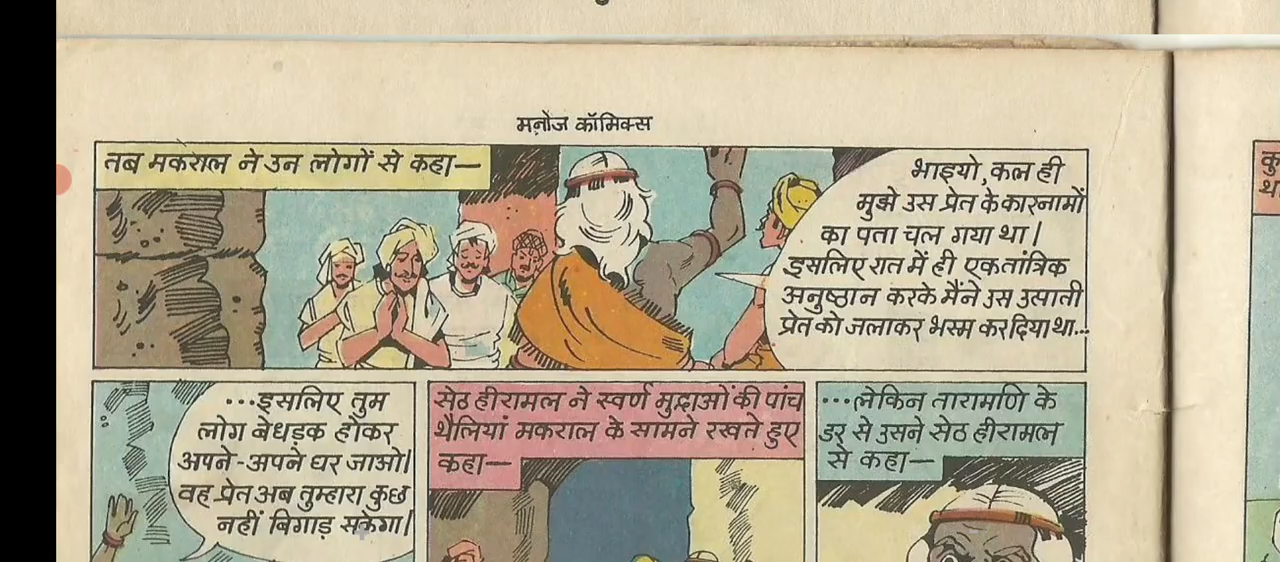 मनोज कॉमिक्स
तब मकराल ने उन लोगों से कहा—
भाइयो, कल ही
मुझे उस प्रेत के कारनामों
का पता चल गया था।
इसलिए रात में ही एक तांत्रिक
अनुष्ठान करके मैंने उस उसाती
प्रेत को जलाकर भस्म कर दिया था...
...इसलिए तुम
लोग बेधड़क होकर
अपने-अपने घर जाओ।
वह प्रेत अब तुम्हारा कुछ
नहीं बिगाड़ सकेगा।
सेठ हीरामल ने स्वर्ण मुद्राओं की पांच
थैलियां मकराल के सामने रखते हुए
कहा—
...लेकिन तारामणि के
डर से उसने सेठ हीरामल
से कहा—
कु
थ